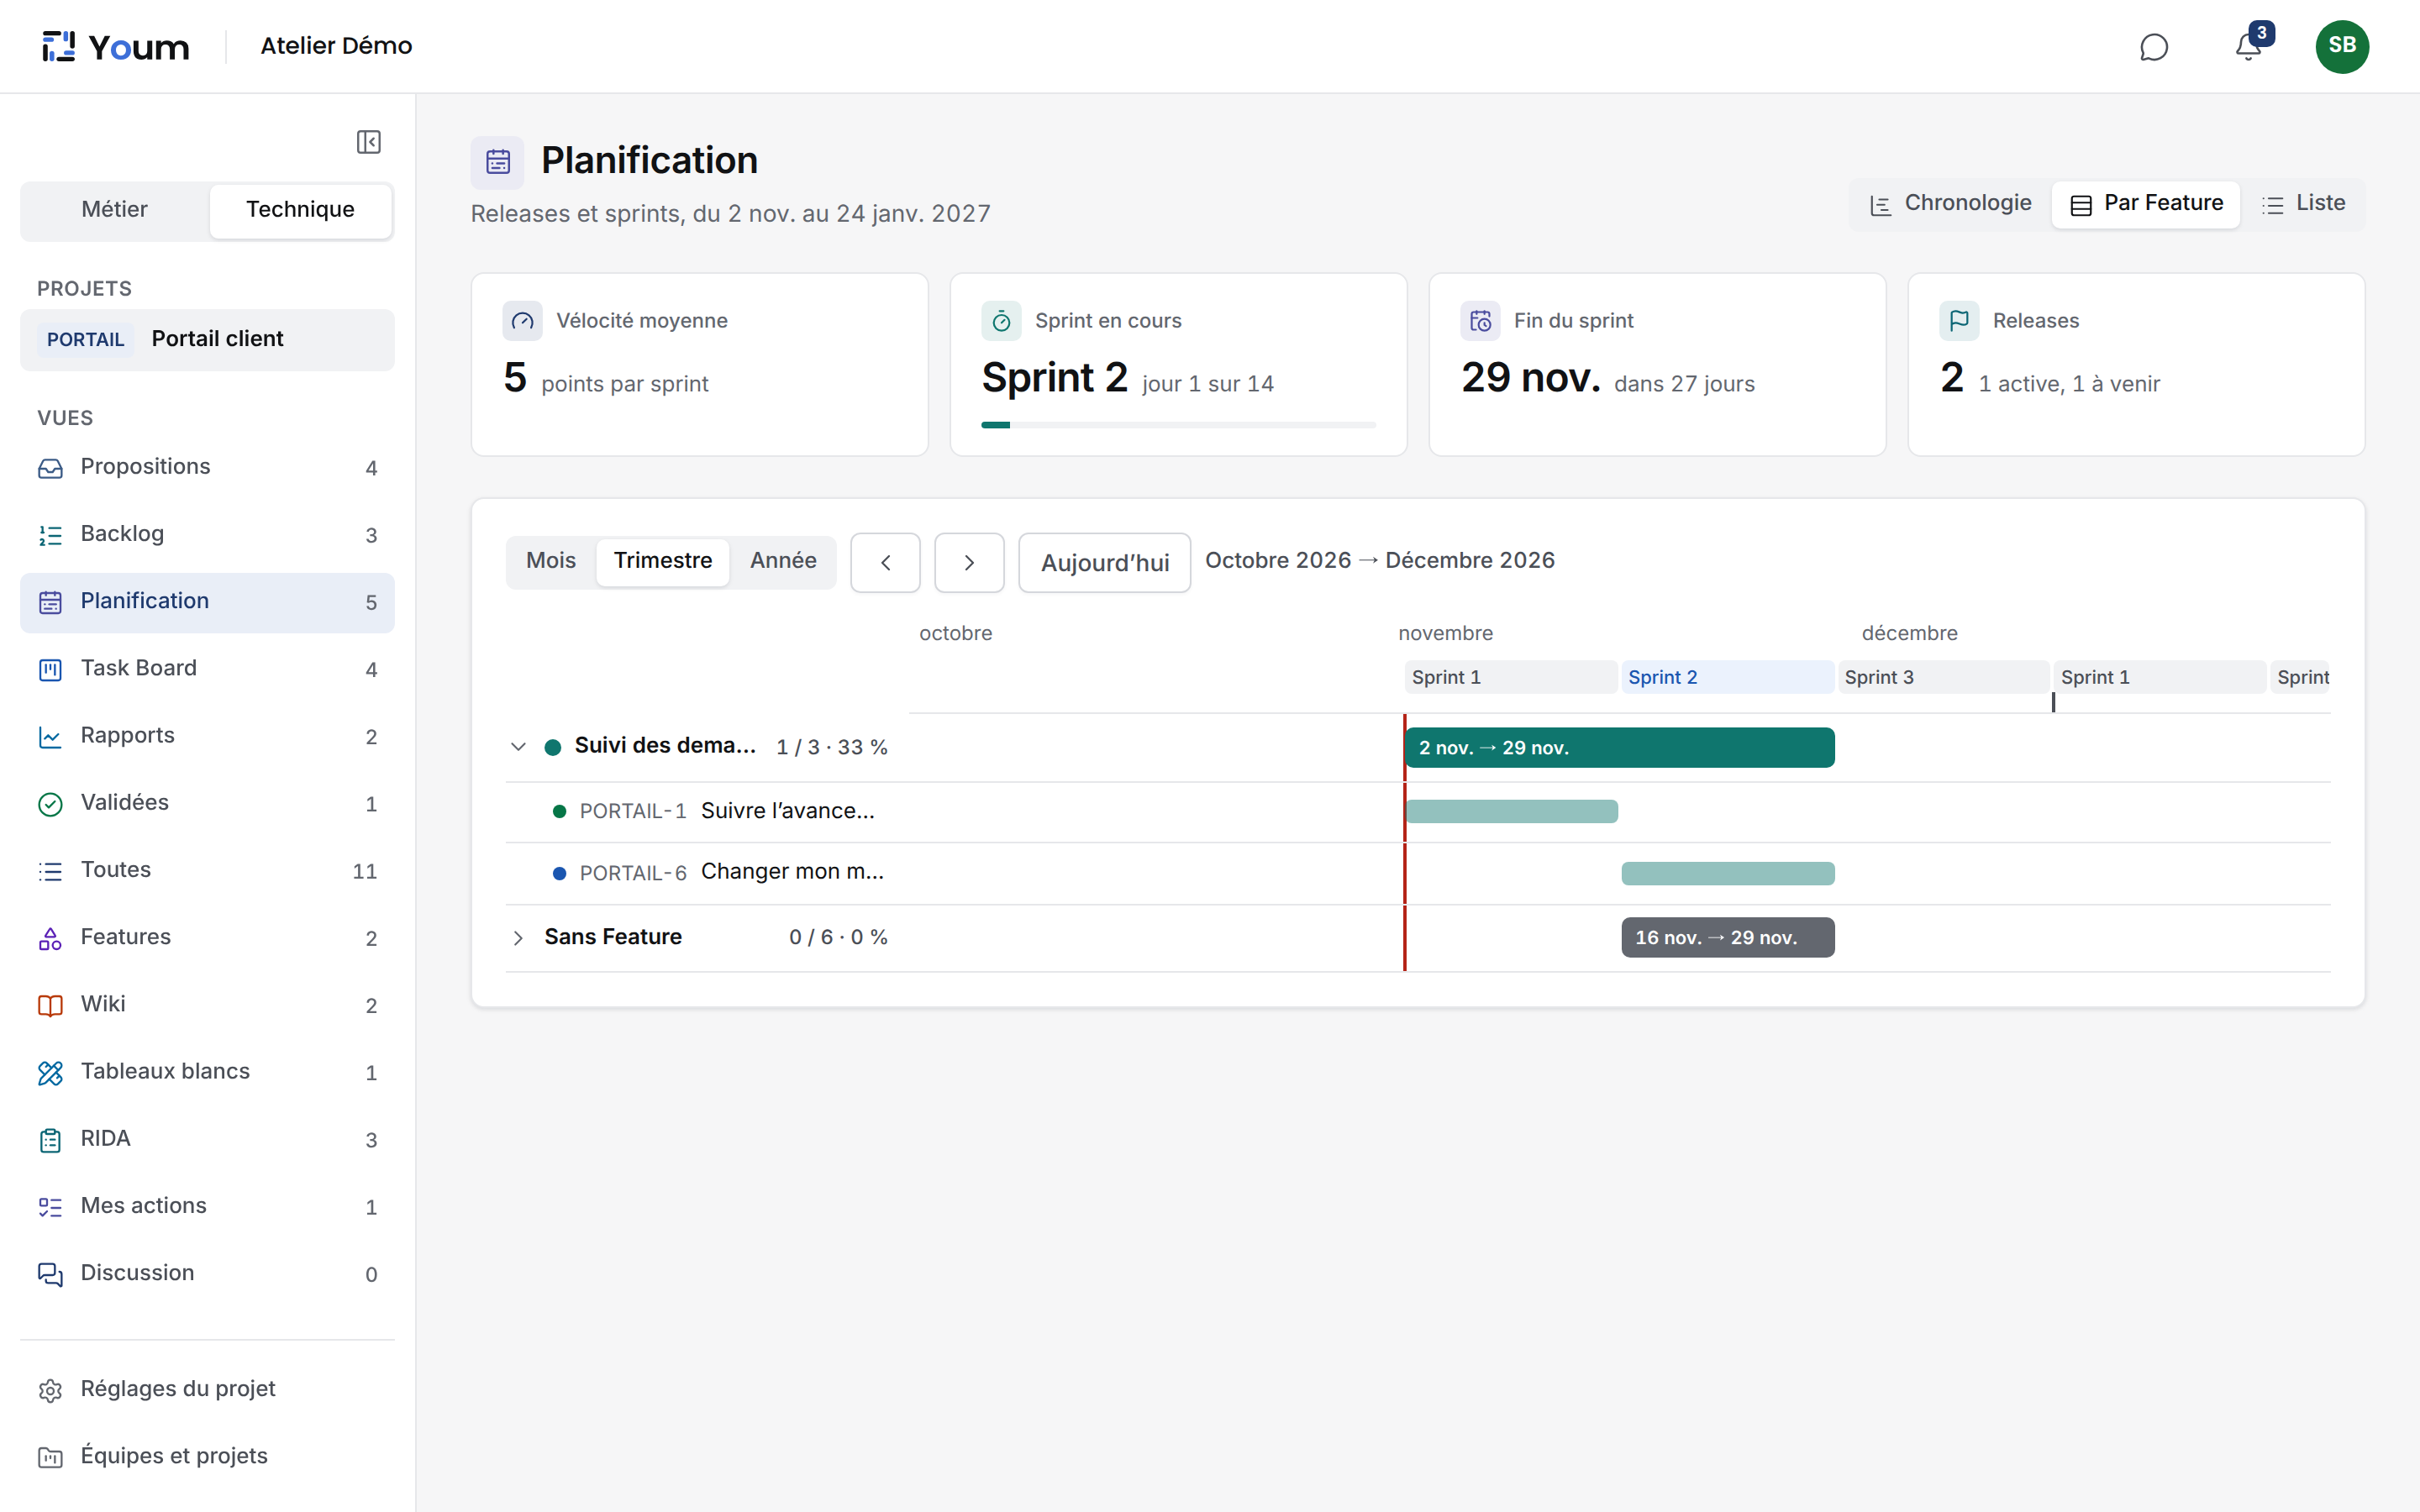 Youm
Atelier Démo
3
SB
Métier
Technique
PROJETS
PORTAIL Portail client
VUES
Propositions 4
Backlog 3
Planification 5
Task Board 4
Rapports 2
Validées 1
Toutes 11
Features 2
Wiki 2
Tableaux blancs 1
RIDA 3
Mes actions 1
Discussion 0
Réglages du projet
Équipes et projets
Planification
Releases et sprints, du 2 nov. au 24 janv. 2027
Chronologie
Par Feature
Liste
Vélocité moyenne
5 points par sprint
Sprint en cours
Sprint 2 jour 1 sur 14
Fin du sprint
29 nov. dans 27 jours
Releases
2 1 active, 1 à venir
Mois Trimestre Année Aujourd’hui Octobre 2026 → Décembre 2026
octobre novembre décembre
Sprint 1 Sprint 2 Sprint 3 Sprint 1 Sprint
Suivi des dema... 1 / 3 · 33 % 2 nov. → 29 nov.
PORTAIL-1 Suivre l’avance...
PORTAIL-6 Changer mon m...
Sans Feature 0 / 6 · 0 % 16 nov. → 29 nov.